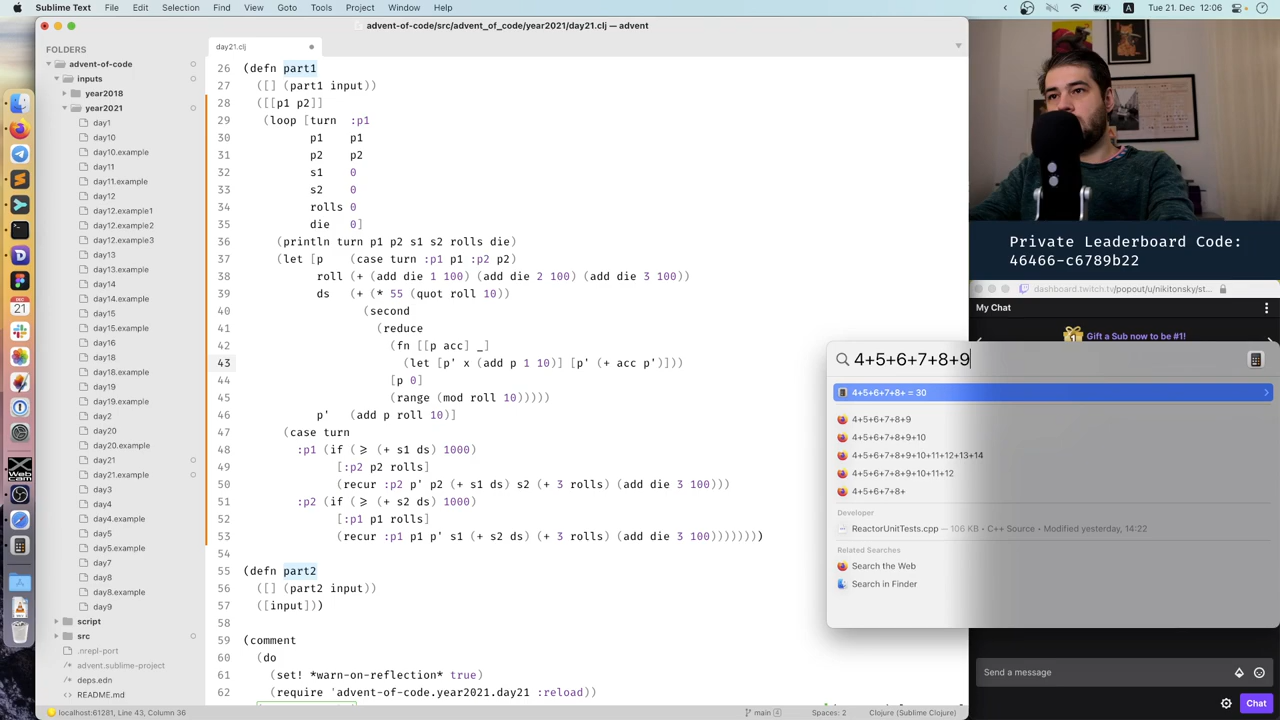 Sublime Text File Edit Selection Find View Goto Tools Project Window Help
A Tue 21. Dec 12:06
advent-of-code/src/advent_of_code/year2021/day21.clj — advent
FOLDERS
advent-of-code
inputs
year2018
year2021
day1
day10
day10.example
day11
day11.example
day12
day12.example1
day12.example2
day12.example3
day13
day13.example
day14
day14.example
day15
day15.example
day16
day18
day18.example
day19
day19.example
day2
day20
day20.example
day21
day21.example
day3
day4
day4.example
day5
day5.example
day7
day8
day8.example
day9
script
src
.nrepl-port
advent.sublime-project
deps.edn
README.md
day21.clj
26 (defn part1
27 ([] (part1 input))
28 ([[p1 p2]]
29 (loop [turn :p1
30 p1 p1
31 p2 p2
32 s1 0
33 s2 0
34 rolls 0
35 die 0]
36 (println turn p1 p2 s1 s2 rolls die)
37 (let [p (case turn :p1 p1 :p2 p2)
38 roll (+ (add die 1 100) (add die 2 100) (add die 3 100))
39 ds (+ (* 55 (quot roll 10))
40 (second
41 (reduce
42 (fn [[p acc] _]
43 (let [p' x (add p 1 10)] [p' (+ acc p')]))
44 [p 0]
45 (range (mod roll 10)))))
46 p' (add p roll 10)]
47 (case turn
48 :p1 (if (>= (+ s1 ds) 1000)
49 [:p2 p2 rolls]
50 (recur :p2 p' p2 (+ s1 ds) s2 (+ 3 rolls) (add die 3 100)))
51 :p2 (if (>= (+ s2 ds) 1000)
52 [:p1 p1 rolls]
53 (recur :p1 p1 p' s1 (+ s2 ds) (+ 3 rolls) (add die 3 100)))))))
54
55 (defn part2
56 ([] (part2 input))
57 ([input]))
58
59 (comment
60 (do
61 (set! *warn-on-reflection* true)
62 (require 'advent-of-code.year2021.day21 :reload))
localhost:61281, Line 43, Column 36
main 4
Spaces: 2
Clojure (Sublime Clojure)
Private Leaderboard Code:
46466-c6789b22
dashboard.twitch.tv/popout/u/nikitonsky/st...
My Chat
Gift a Sub now to be #1!
4+5+6+7+8+9
4+5+6+7+8+ = 30
4+5+6+7+8+9
4+5+6+7+8+9+10
4+5+6+7+8+9+10+11+12+13+14
4+5+6+7+8+9+10+11+12
4+5+6+7+8+
Developer
ReactorUnitTests.cpp — 106 KB • C++ Source • Modified yesterday, 14:22
Related Searches
Search the Web
Search in Finder
Send a message
Chat